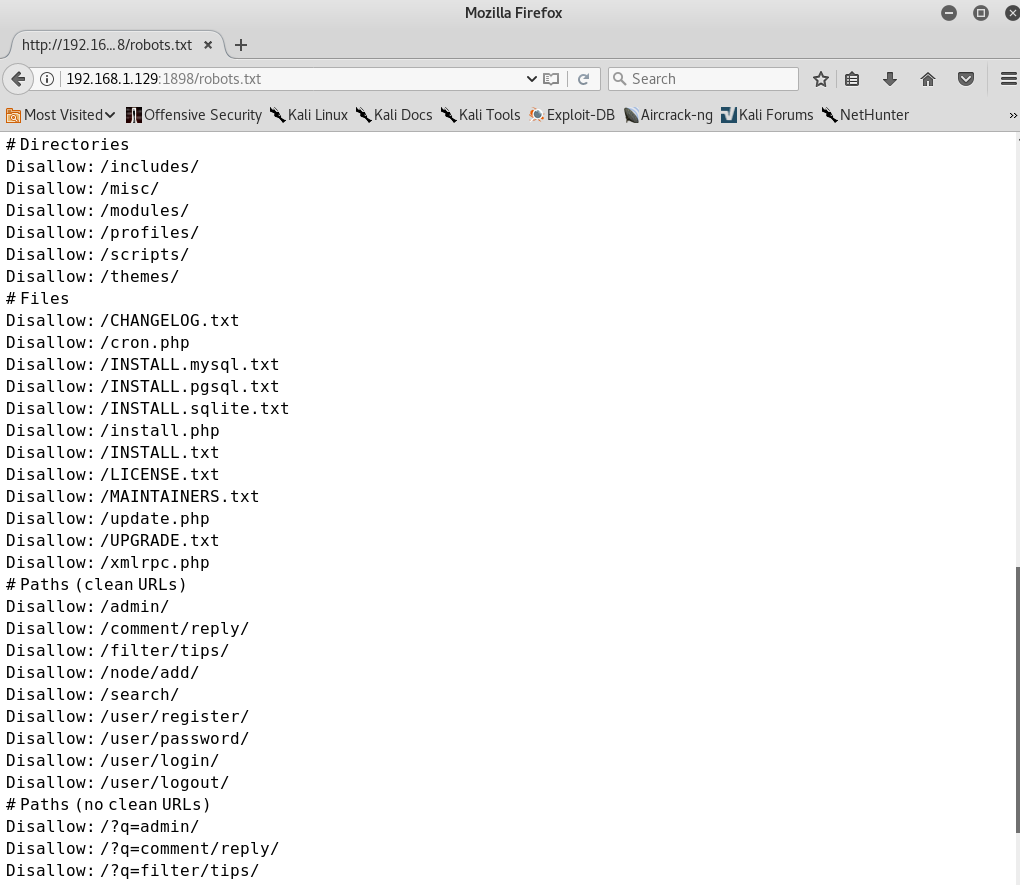 Mozilla Firefox
http://192.16...8/robots.txt
192.168.1.129:1898/robots.txt
Search
Most Visited
Offensive Security
Kali Linux
Kali Docs
Kali Tools
Exploit-DB
Aircrack-ng
Kali Forums
NetHunter
# Directories
Disallow: /includes/
Disallow: /misc/
Disallow: /modules/
Disallow: /profiles/
Disallow: /scripts/
Disallow: /themes/
# Files
Disallow: /CHANGELOG.txt
Disallow: /cron.php
Disallow: /INSTALL.mysql.txt
Disallow: /INSTALL.pgsql.txt
Disallow: /INSTALL.sqlite.txt
Disallow: /install.php
Disallow: /INSTALL.txt
Disallow: /LICENSE.txt
Disallow: /MAINTAINERS.txt
Disallow: /update.php
Disallow: /UPGRADE.txt
Disallow: /xmlrpc.php
# Paths (clean URLs)
Disallow: /admin/
Disallow: /comment/reply/
Disallow: /filter/tips/
Disallow: /node/add/
Disallow: /search/
Disallow: /user/register/
Disallow: /user/password/
Disallow: /user/login/
Disallow: /user/logout/
# Paths (no clean URLs)
Disallow: /?q=admin/
Disallow: /?q=comment/reply/
Disallow: /?q=filter/tips/